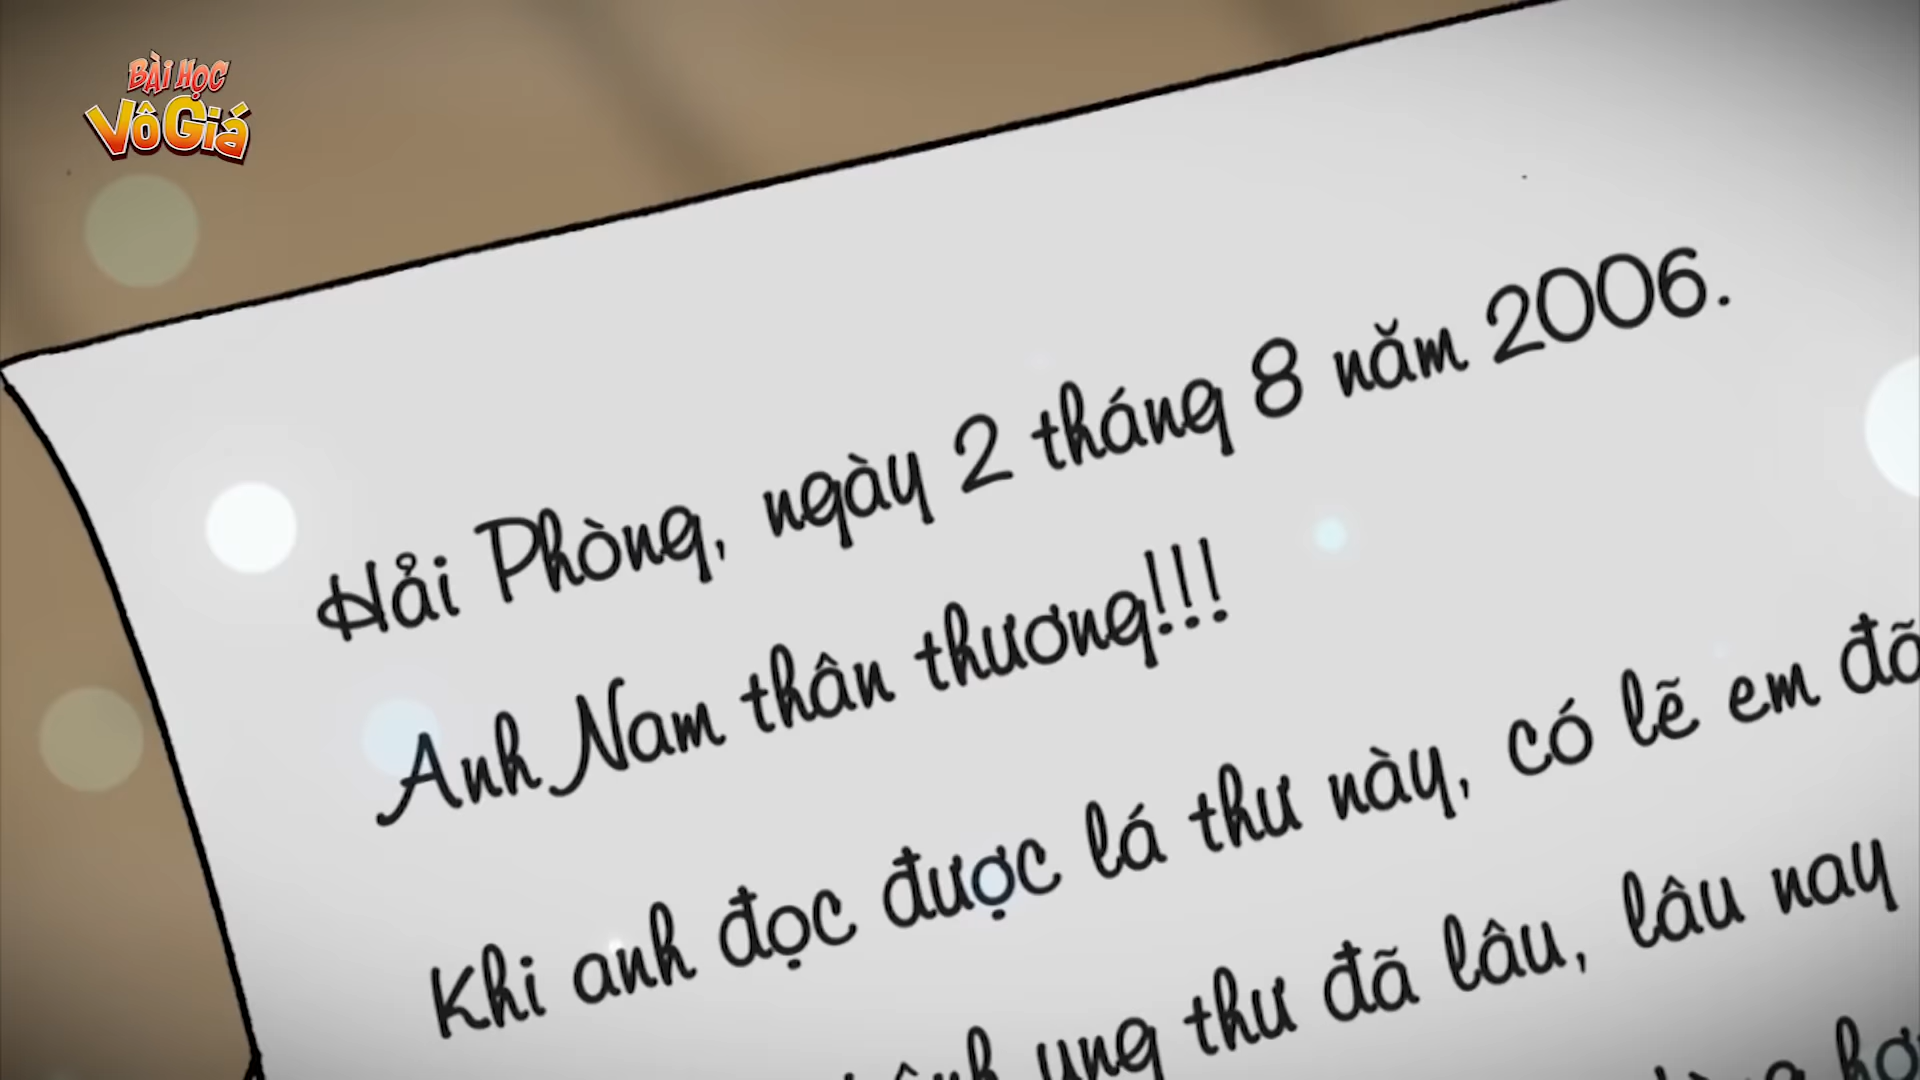 BÀI HỌC
VÔ GIÁ
Hải Phòng, ngày 2 tháng 8 năm 2006.
Anh Nam thân thương!!!
Khi anh đọc được lá thư này, có lẽ em đã
ung thư đã lâu, lâu nay